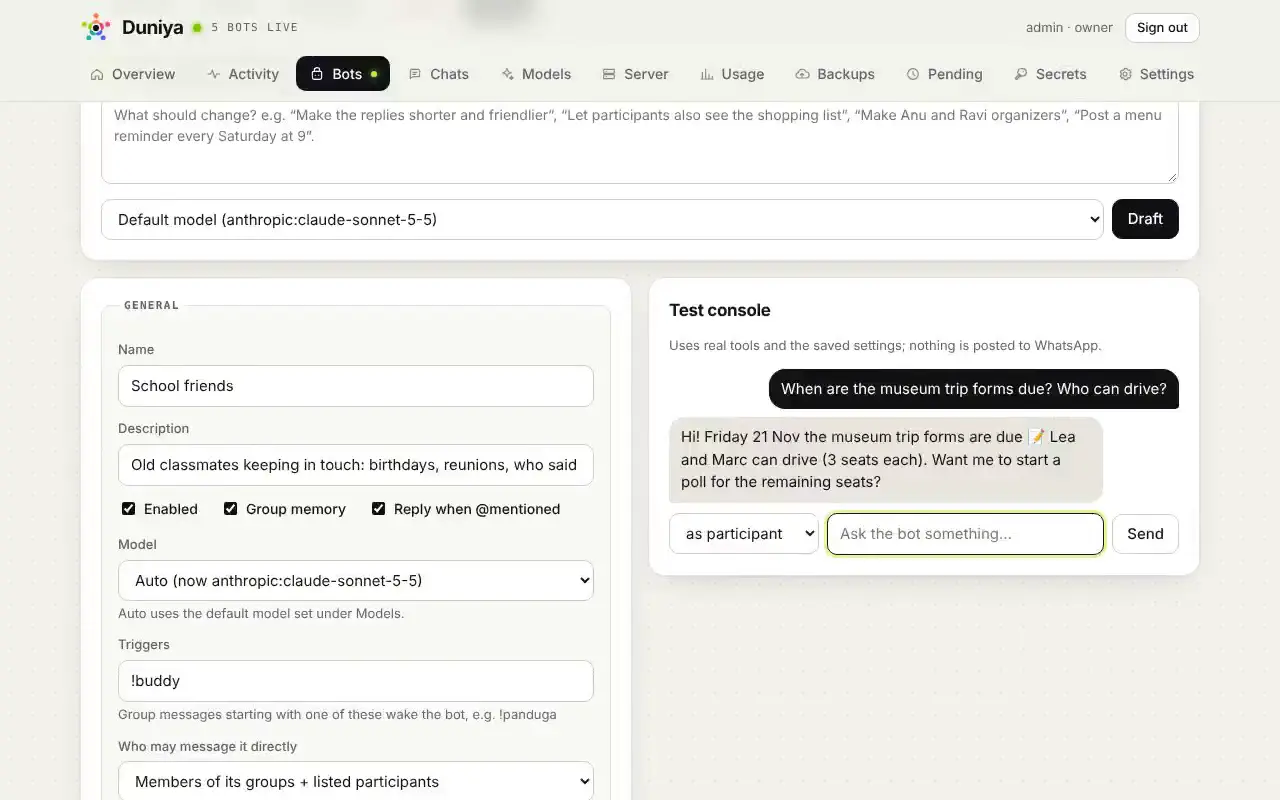 Duniya
5 BOTS LIVE
admin · owner
Sign out
Overview
Activity
Bots
Chats
Models
Server
Usage
Backups
Pending
Secrets
Settings
What should change? e.g. “Make the replies shorter and friendlier”, “Let participants also see the shopping list”, “Make Anu and Ravi organizers”, “Post a menu
reminder every Saturday at 9”.
Default model (anthropic:claude-sonnet-5-5)
Draft
GENERAL
Name
School friends
Description
Old classmates keeping in touch: birthdays, reunions, who said
Enabled
Group memory
Reply when @mentioned
Model
Auto (now anthropic:claude-sonnet-5-5)
Auto uses the default model set under Models.
Triggers
!buddy
Group messages starting with one of these wake the bot, e.g. !panduga
Who may message it directly
Members of its groups + listed participants
Test console
Uses real tools and the saved settings; nothing is posted to WhatsApp.
When are the museum trip forms due? Who can drive?
Hi! Friday 21 Nov the museum trip forms are due 📝 Lea
and Marc can drive (3 seats each). Want me to start a
poll for the remaining seats?
as participant
Ask the bot something...
Send